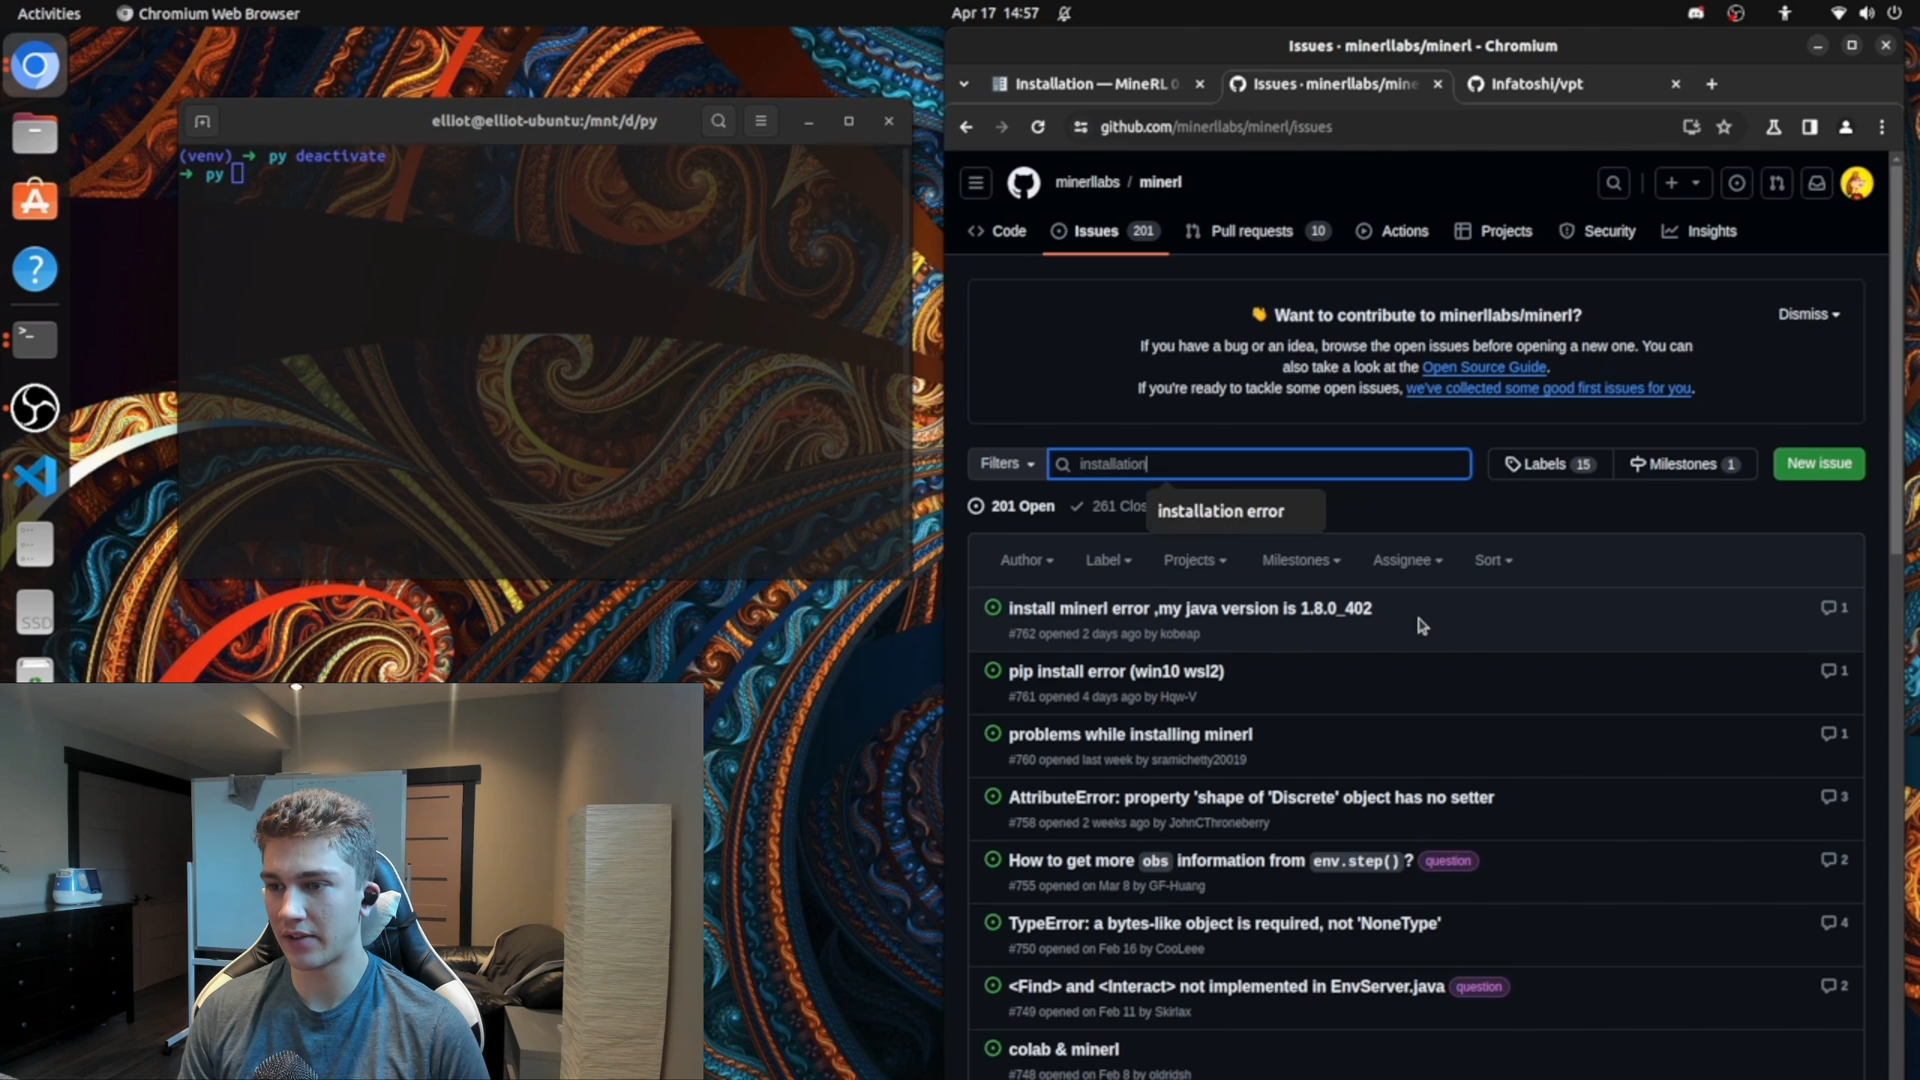 Activities
Chromium Web Browser
Apr 17 14:57
elliot@elliot-ubuntu:/mnt/d/py
(venv) → py deactivate
→ py
SSD
Issues · minerllabs/minerl - Chromium
Installation — MineRL 0.
Issues · minerllabs/mine
Infatoshi/vpt
github.com/minerllabs/minerl/issues
minerllabs / minerl
Code
Issues 201
Pull requests 10
Actions
Projects
Security
Insights
👋 Want to contribute to minerllabs/minerl?
Dismiss
If you have a bug or an idea, browse the open issues before opening a new one. You can
also take a look at the Open Source Guide.
If you're ready to tackle some open issues, we've collected some good first issues for you.
Filters
installation
Labels 15
Milestones 1
New issue
201 Open
261 Clos
installation error
Author
Label
Projects
Milestones
Assignee
Sort
install minerl error ,my java version is 1.8.0_402
1
#762 opened 2 days ago by kobeap
pip install error (win10 wsl2)
1
#761 opened 4 days ago by Hqw-V
problems while installing minerl
1
#760 opened last week by sramichetty20019
AttributeError: property 'shape of 'Discrete' object has no setter
3
#758 opened 2 weeks ago by JohnCThroneberry
How to get more obs information from env.step() ? question
2
#755 opened on Mar 8 by GF-Huang
TypeError: a bytes-like object is required, not 'NoneType'
4
#750 opened on Feb 16 by CooLeee
<Find> and <Interact> not implemented in EnvServer.java question
2
#749 opened on Feb 11 by Skirlax
colab & minerl
#748 opened on Feb 8 by oldridsh